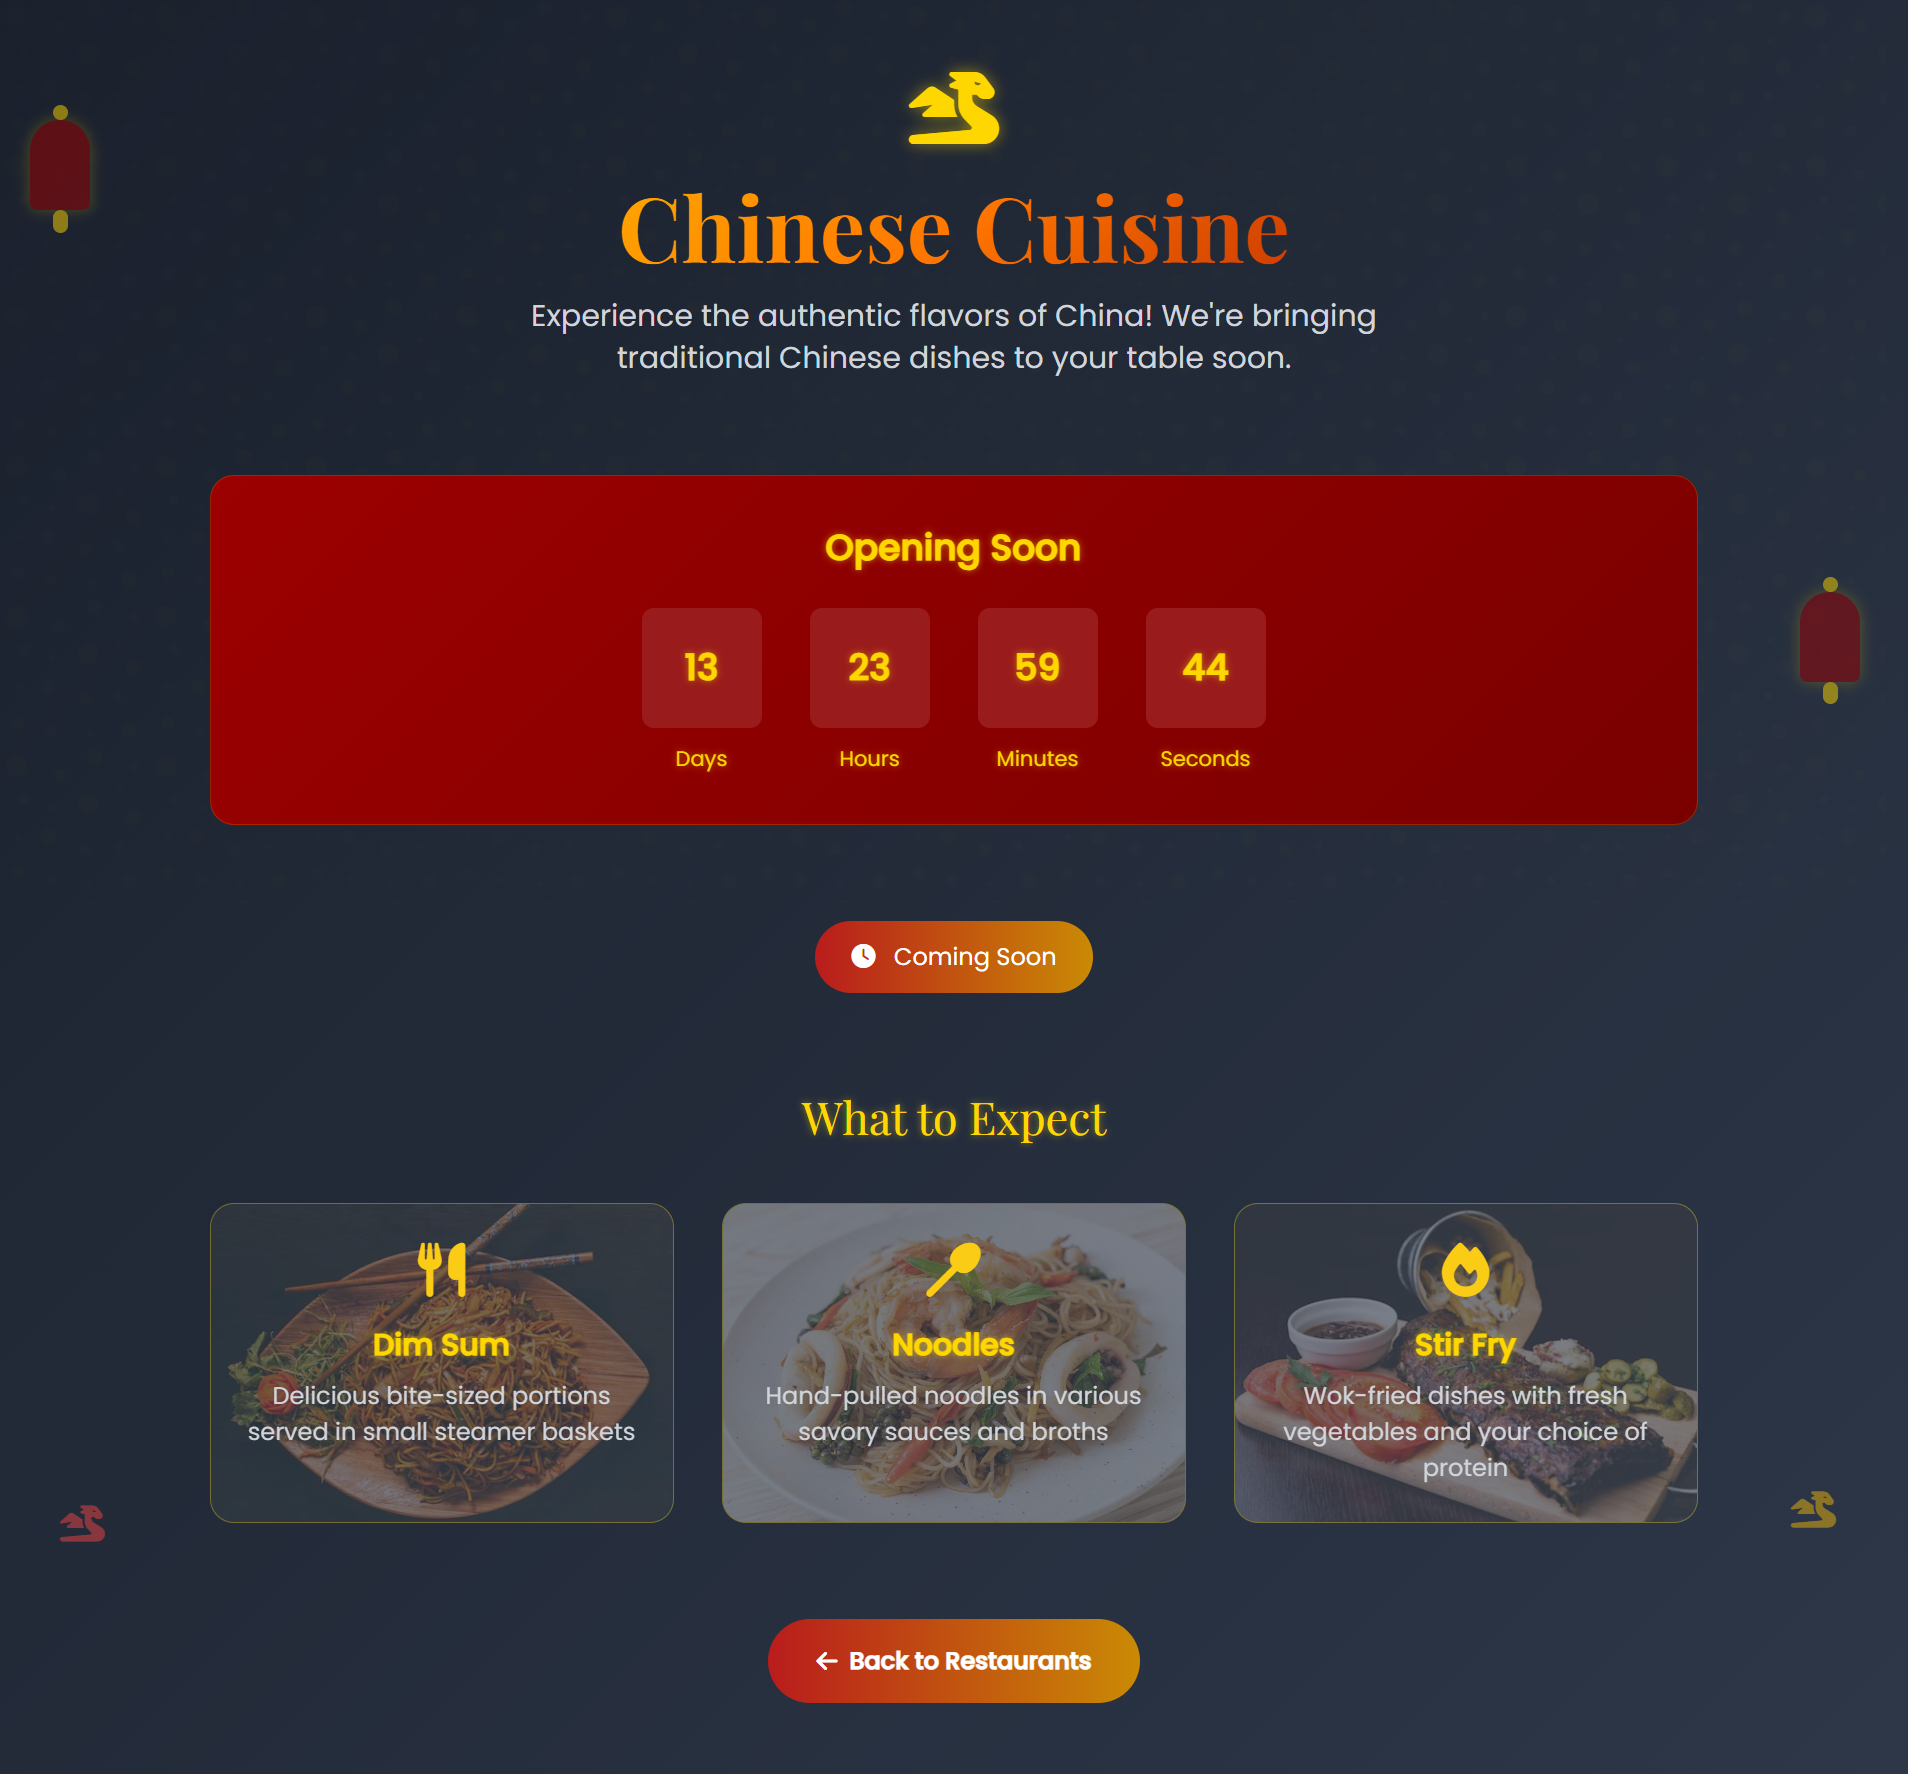 Chinese Cuisine
Experience the authentic flavors of China! We're bringing
traditional Chinese dishes to your table soon.
Opening Soon
13 23 59 44
Days Hours Minutes Seconds
Coming Soon
What to Expect
Dim Sum
Delicious bite-sized portions
served in small steamer baskets
Noodles
Hand-pulled noodles in various
savory sauces and broths
Stir Fry
Wok-fried dishes with fresh
vegetables and your choice of
protein
Back to Restaurants